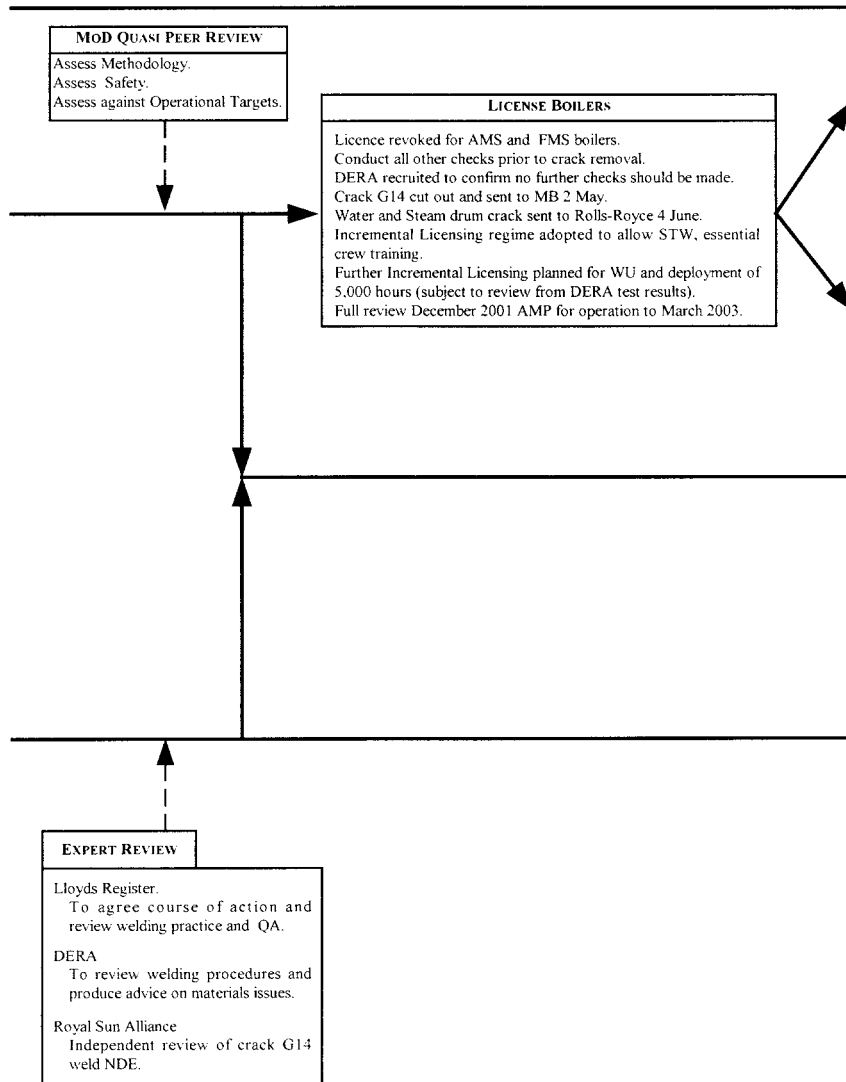 MOD QUASI PEER REVIEW
Assess Methodology.
Assess Safety.
Assess against Operational Targets.
LICENSE BOILERS
Licence revoked for AMS and FMS boilers.
Conduct all other checks prior to crack removal.
DERA recruited to confirm no further checks should be made.
Crack G14 cut out and sent to MB 2 May.
Water and Steam drum crack sent to Rolls-Royce 4 June.
Incremental Licensing regime adopted to allow STW, essential
crew training.
Further Incremental Licensing planned for WU and deployment of
5,000 hours (subject to review from DERA test results).
Full review December 2001 AMP for operation to March 2003.
EXPERT REVIEW
Lloyds Register.
To agree course of action and
review welding practice and QA.
DERA
To review welding procedures and
produce advice on materials issues.
Royal Sun Alliance
Independent review of crack G14
weld NDE.